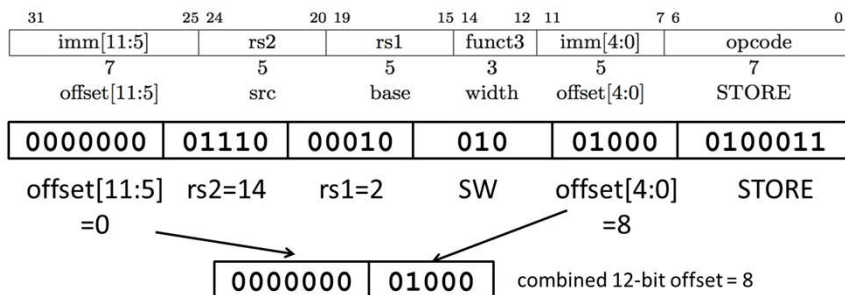 31 25 24 20 19 15 14 12 11 7 6 0
imm[11:5] rs2 rs1 funct3 imm[4:0] opcode
7 5 5 3 5 7
offset[11:5] src base width offset[4:0] STORE
0000000 01110 00010 010 01000 0100011
offset[11:5] rs2=14 rs1=2 SW offset[4:0] STORE
=0 =8
0000000 01000 combined 12-bit offset = 8